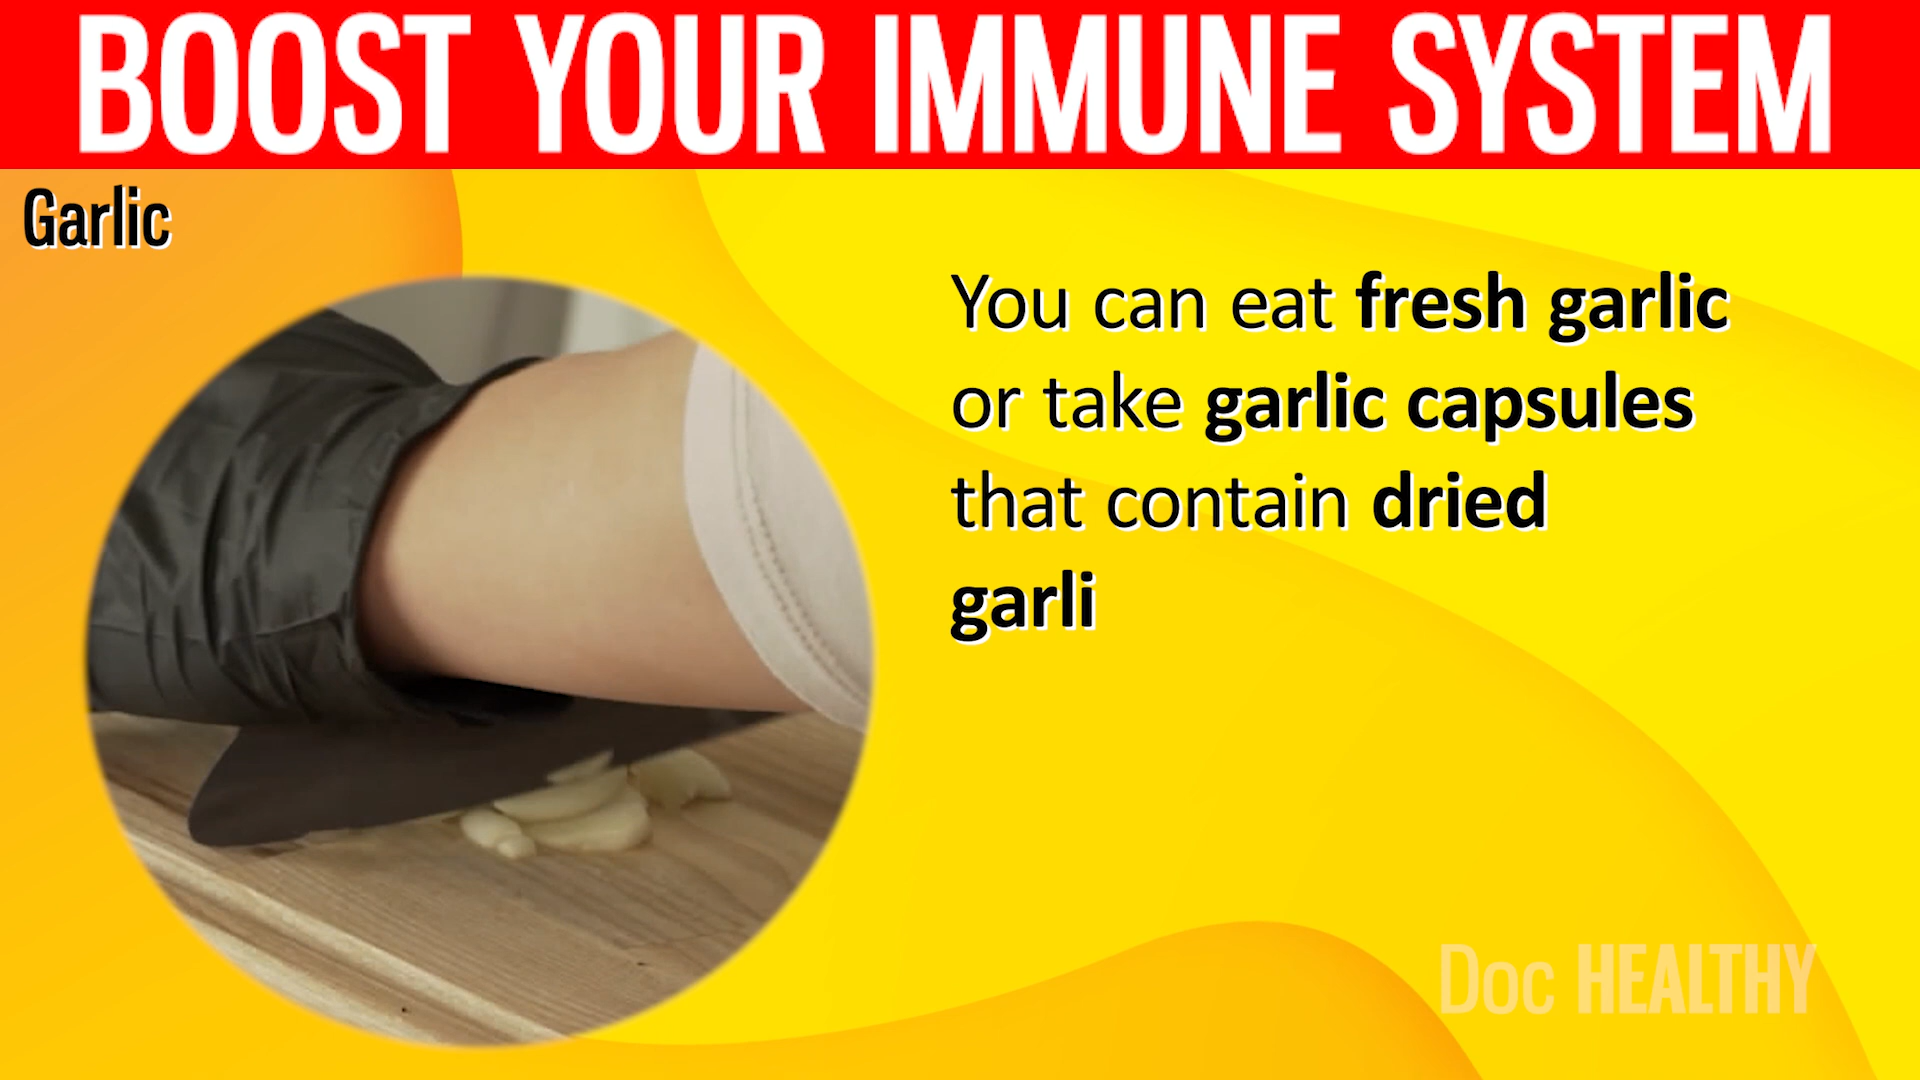 BOOST YOUR IMMUNE SYSTEM
Garlic
You can eat fresh garlic
or take garlic capsules
that contain dried
garli
Doc HEALTHY